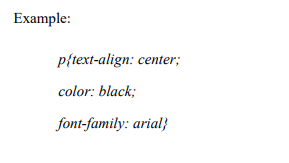 Example:
p{text-align: center;
color: black;
font-family: arial}